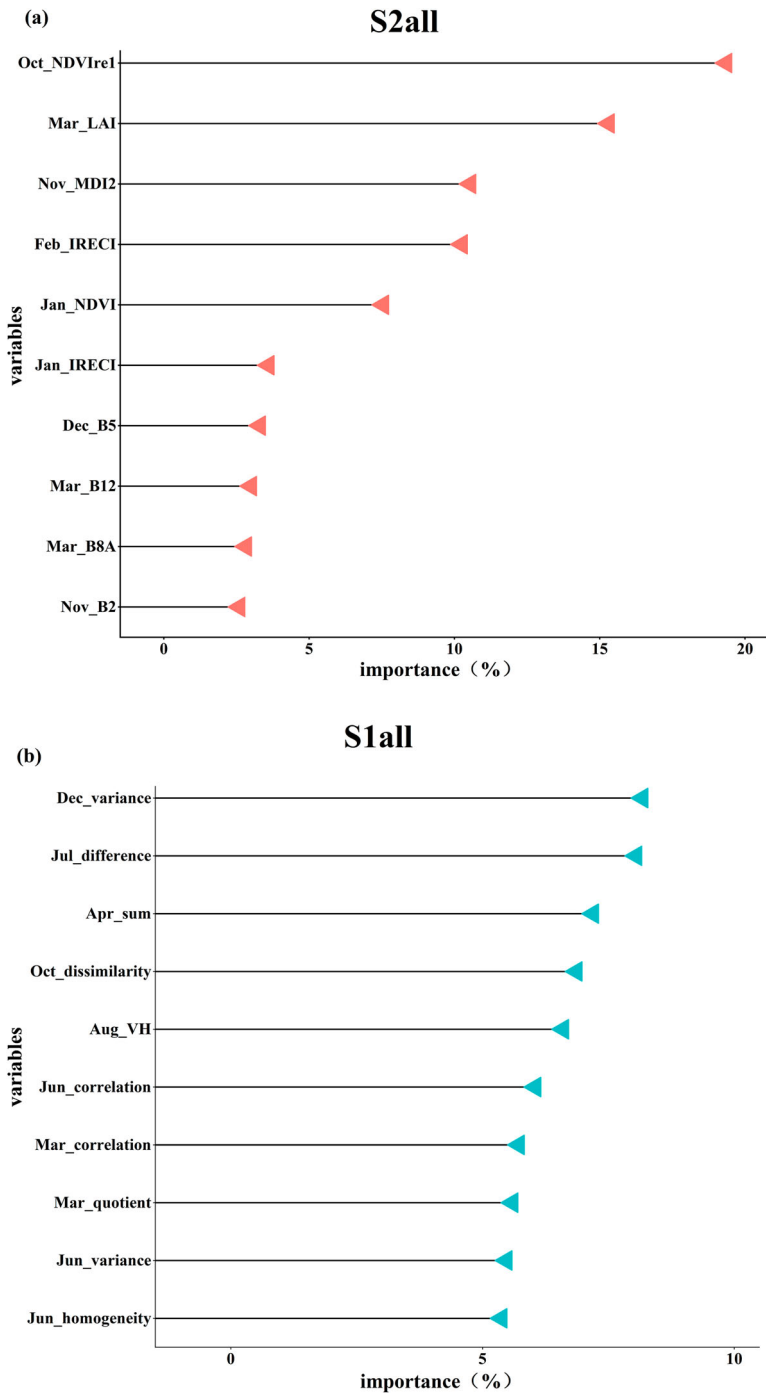 (a)
S2all
Oct_NDVIre1
Mar_LAI
Nov_MDI2
Feb_IRECI
Jan_NDVI
Jan_IRECI
Dec_B5
Mar_B12
Mar_B8A
Nov_B2
variables
0 5 10 15 20
importance（%）
S1all
(b)
Dec_variance
Jul_difference
Apr_sum
Oct_dissimilarity
Aug_VH
Jun_correlation
Mar_correlation
Mar_quotient
Jun_variance
Jun_homogeneity
variables
0 5 10
importance（%）